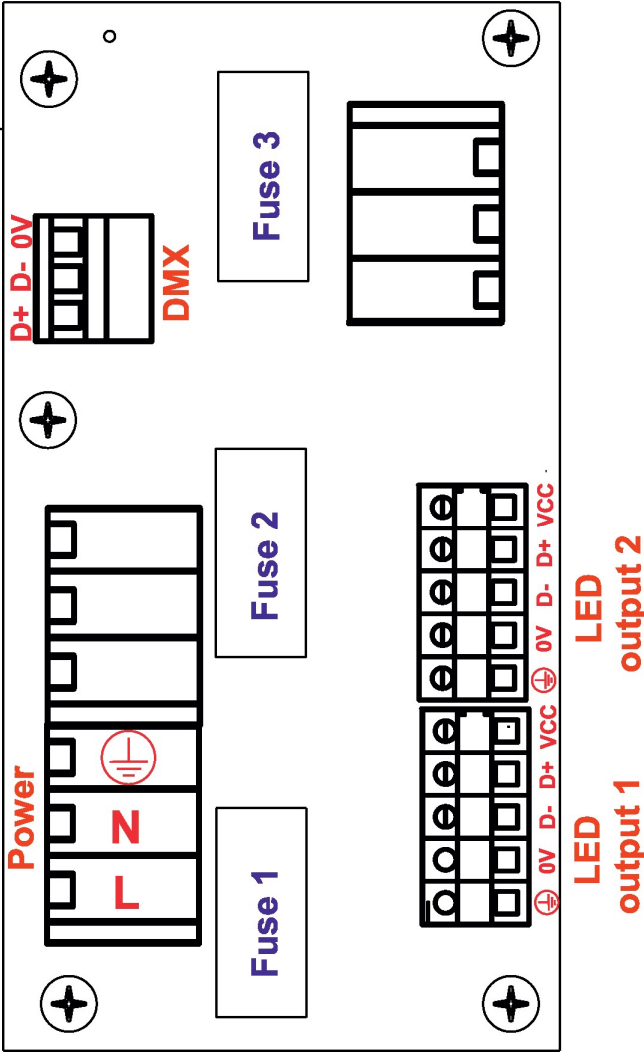 Fuse 3
D+ D- 0V
DMX
Fuse 2
D- D+ VCC
0V
LED
output 2
Power
N
L
Fuse 1
0V D- D+ VCC
LED
output 1